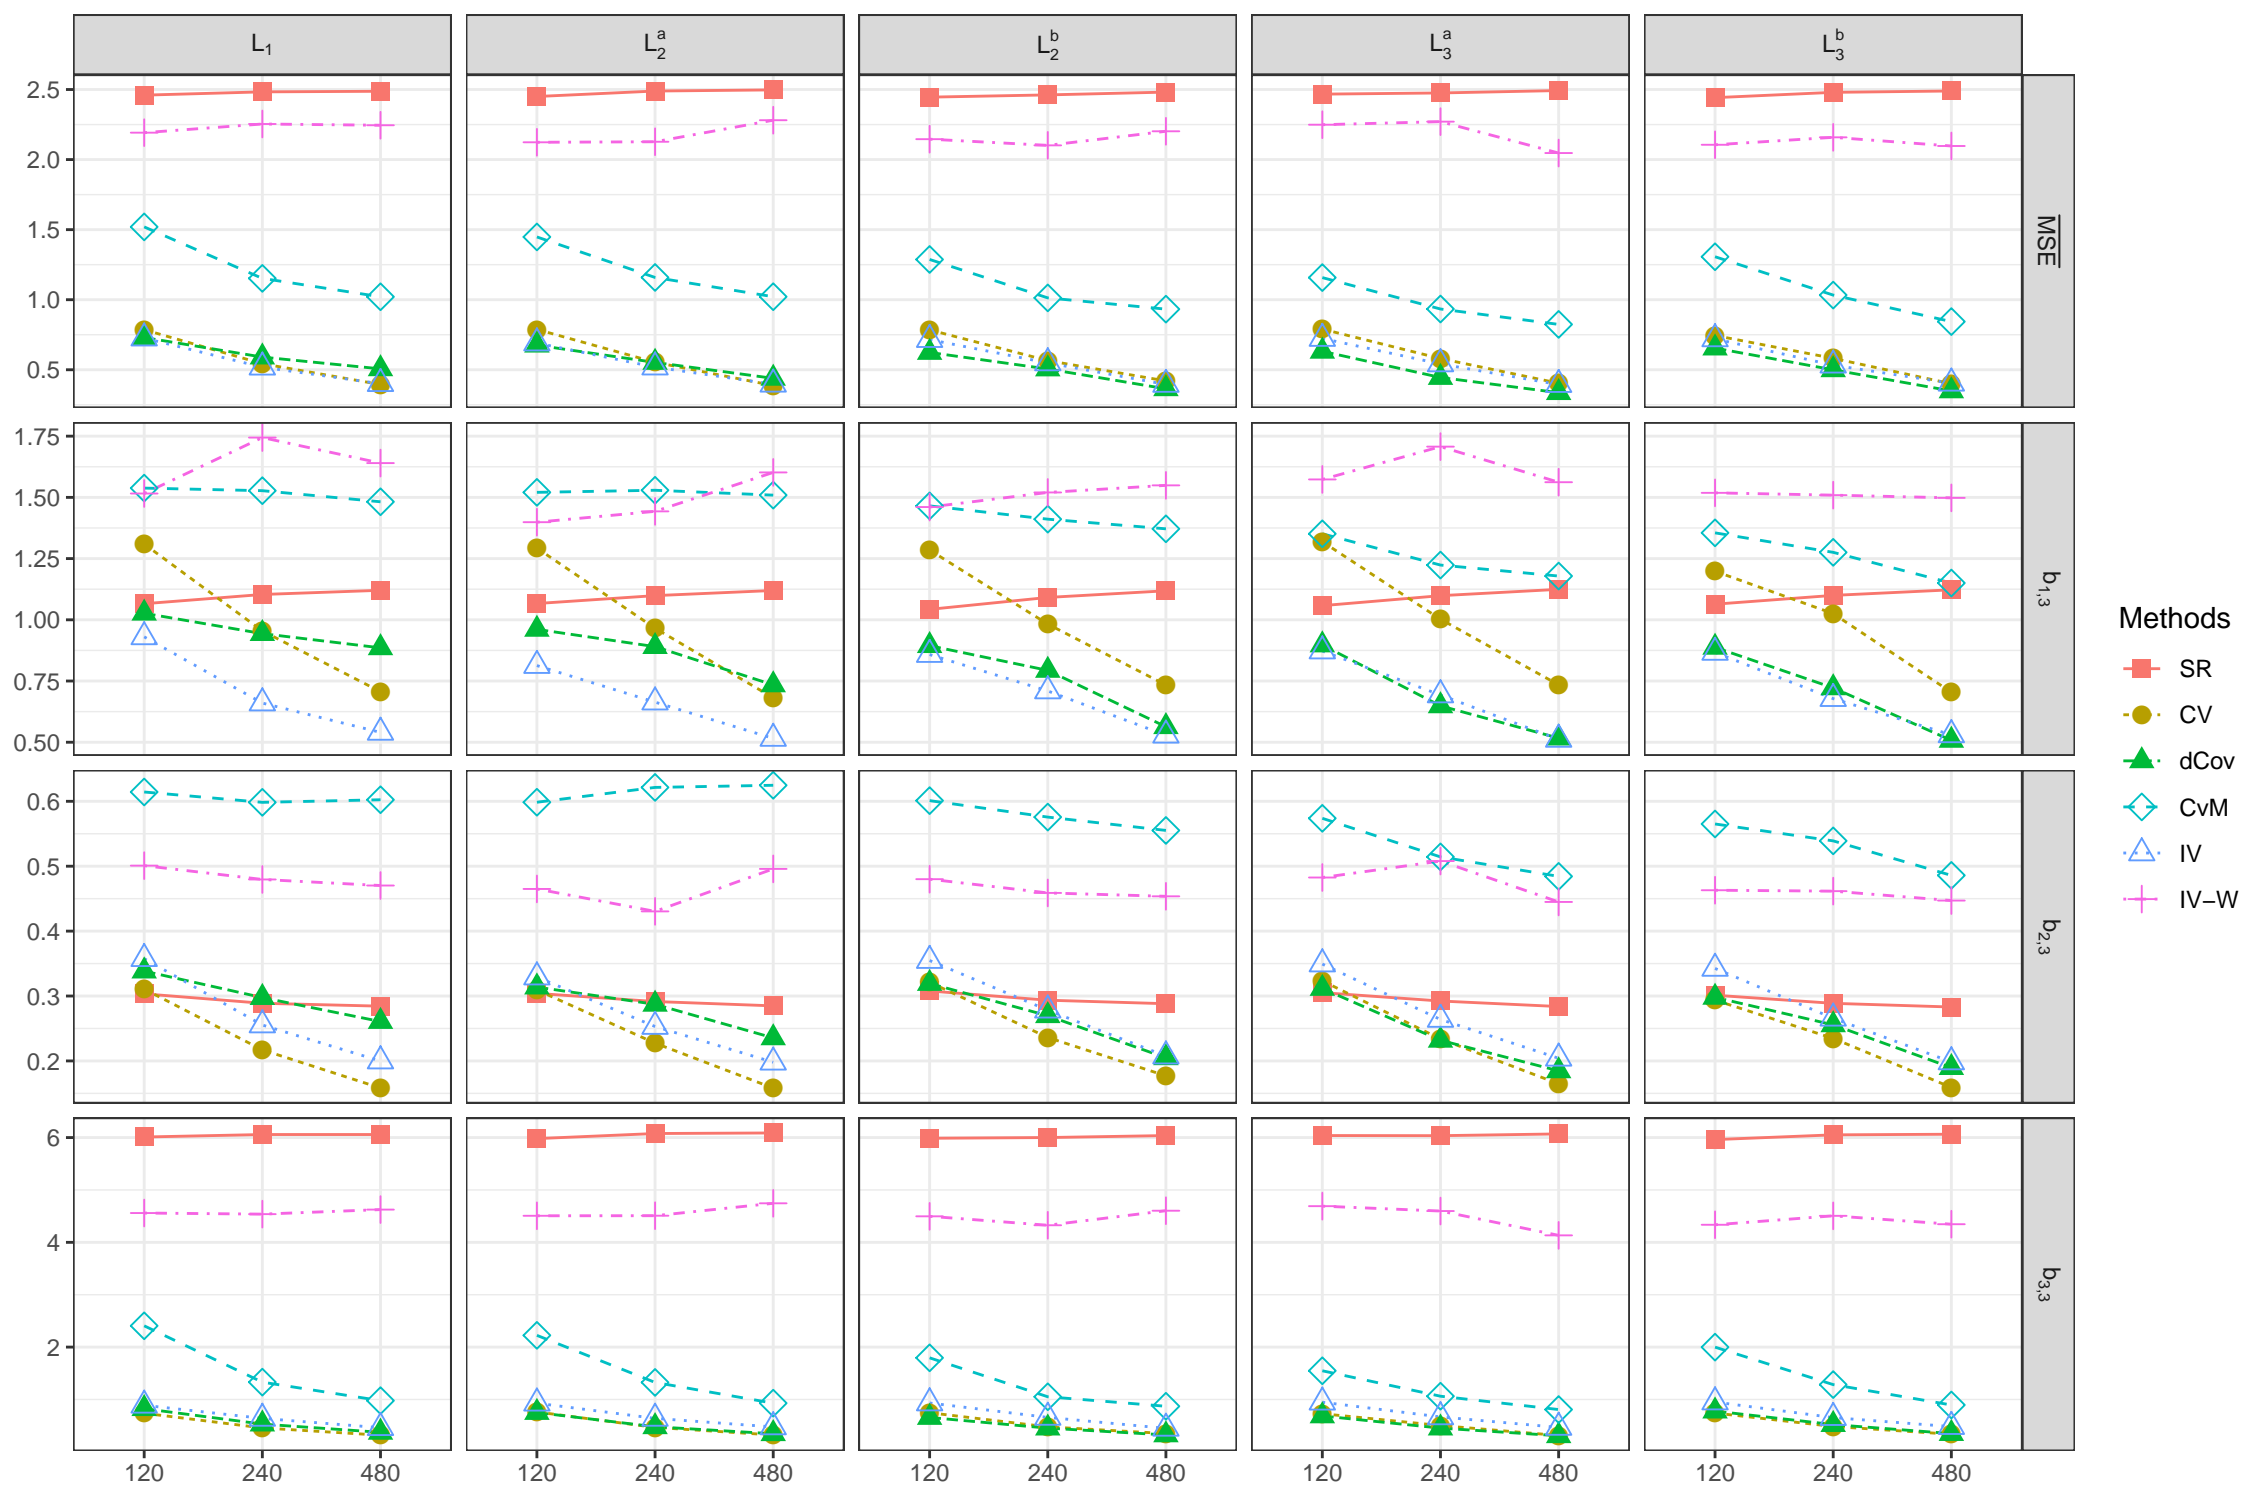 L₁ L₂ᵃ L₂ᵇ L₃ᵃ L₃ᵇ
2.5
2.0
1.5
1.0
0.5
MSE
1.75
1.50
1.25
1.00
0.75
0.50
b₁,₃
0.6
0.5
0.4
0.3
0.2
b₂,₃
6
4
2
b₃,₃
120 240 480 120 240 480 120 240 480 120 240 480 120 240 480
Methods
SR
CV
dCov
CvM
IV
IV−W